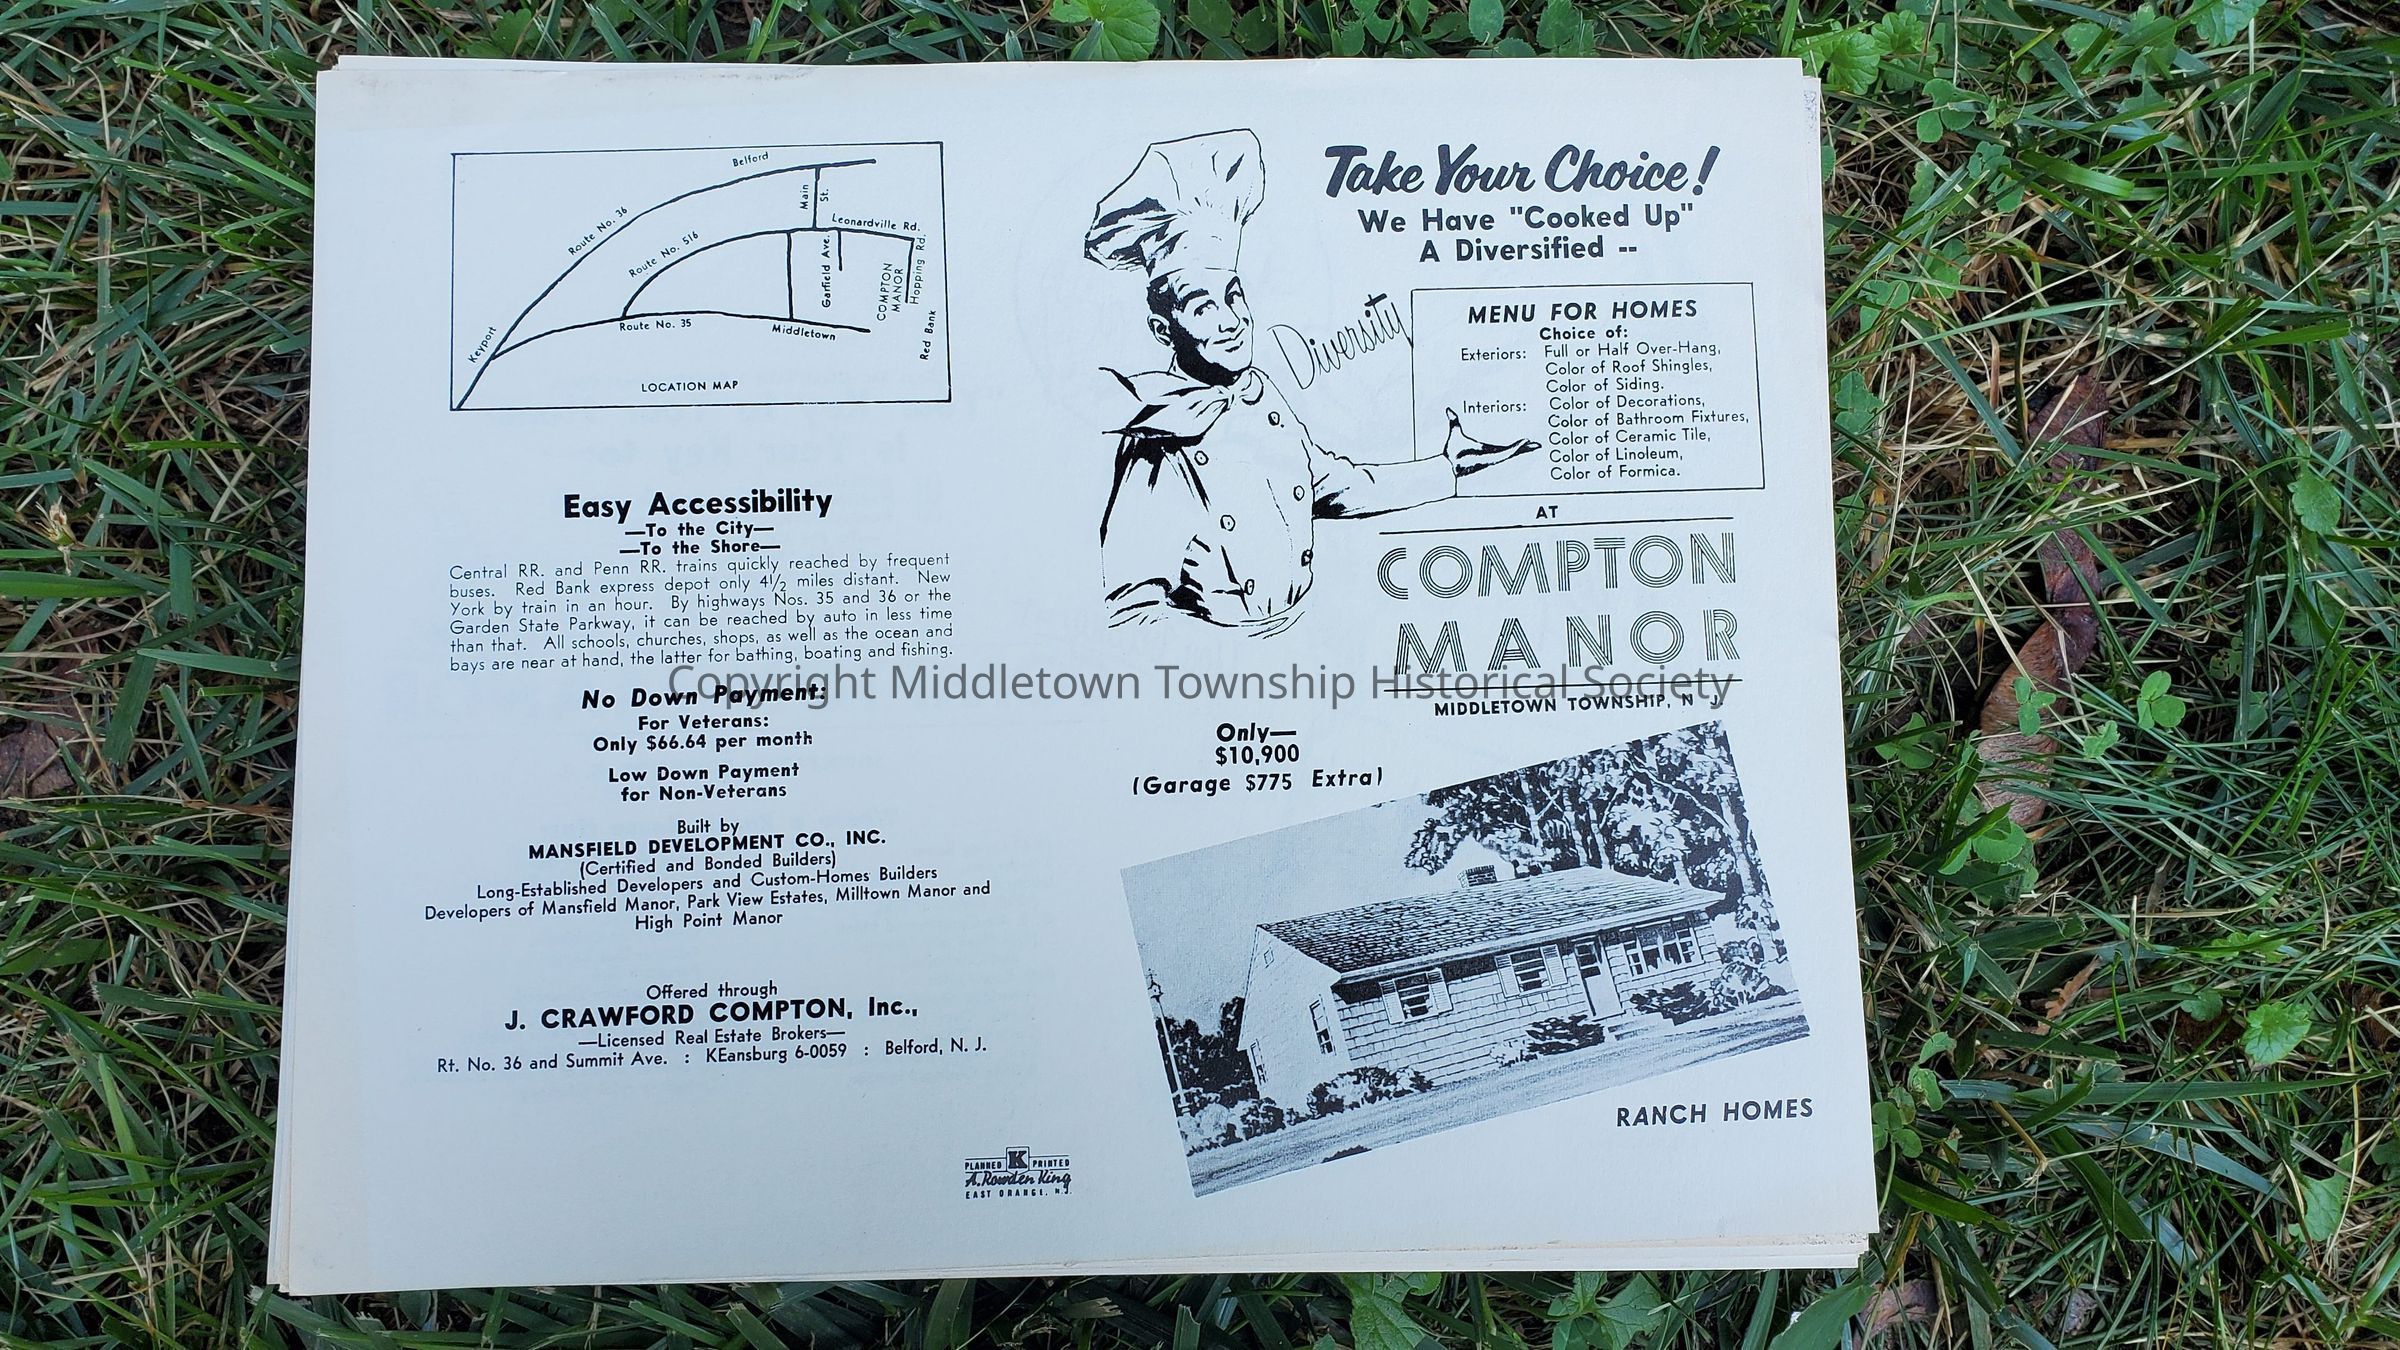 Belford
Main St.
Route No. 36
Leonardville Rd.
Route No. 516
Garfield Ave.
COMPTON
MANOR
Hopping Rd.
Keyport
Route No. 35
Middletown
Red Bank
LOCATION MAP
Easy Accessibility
—To the City—
—To the Shore—
Central RR. and Penn RR. trains quickly reached by frequent
buses. Red Bank express depot only 4½ miles distant. New
York by train in an hour. By highways Nos. 35 and 36 or the
Garden State Parkway, it can be reached by auto in less time
than that. All schools, churches, shops, as well as the ocean and
bays are near at hand, the latter for bathing, boating and fishing.
No Down Payment:
For Veterans:
Only $66.64 per month
Low Down Payment
for Non-Veterans
Built by
MANSFIELD DEVELOPMENT CO., INC.
(Certified and Bonded Builders)
Long-Established Developers and Custom-Homes Builders
Developers of Mansfield Manor, Park View Estates, Milltown Manor and
High Point Manor
Offered through
J. CRAWFORD COMPTON, Inc.,
—Licensed Real Estate Brokers—
Rt. No. 36 and Summit Ave. : KEansburg 6-0059 : Belford, N. J.
PLANNED K PRINTED
A. Rowden King
EAST ORANGE, N.J.
Take Your Choice!
We Have "Cooked Up"
A Diversified --
Diversity
MENU FOR HOMES
Choice of:
Exteriors: Full or Half Over-Hang,
Color of Roof Shingles,
Color of Siding.
Interiors: Color of Decorations,
Color of Bathroom Fixtures,
Color of Ceramic Tile,
Color of Linoleum,
Color of Formica.
AT
COMPTON
MANOR
MIDDLETOWN TOWNSHIP, N J.
Only—
$10,900
(Garage $775 Extra)
RANCH HOMES
Copyright Middletown Township Historical Society